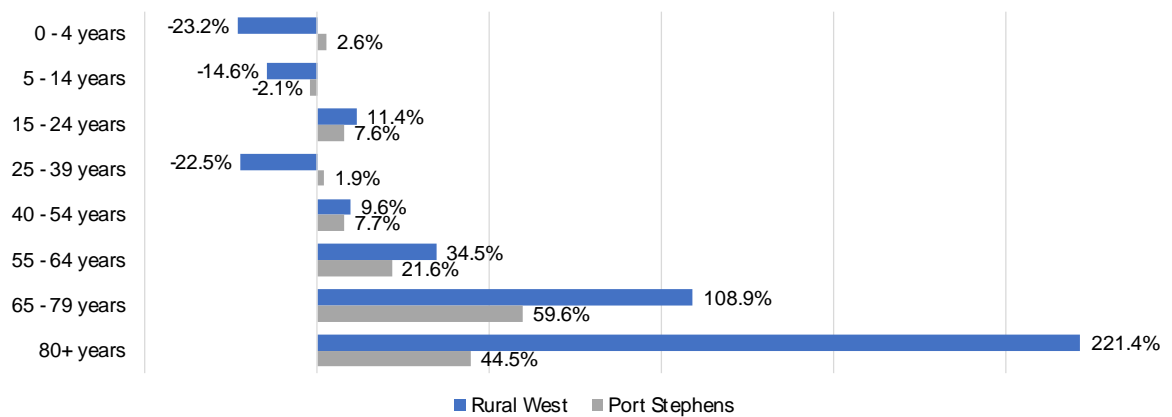 0 - 4 years
-23.2%
2.6%
5 - 14 years
-14.6%
-2.1%
15 - 24 years
11.4%
7.6%
25 - 39 years
-22.5%
1.9%
40 - 54 years
9.6%
7.7%
55 - 64 years
34.5%
21.6%
65 - 79 years
108.9%
59.6%
80+ years
221.4%
44.5%
Rural West
Port Stephens